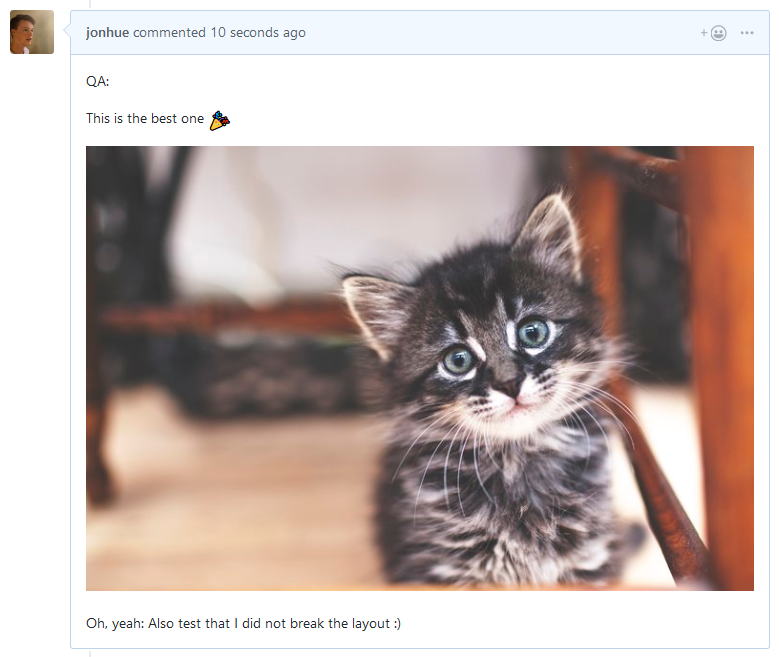 jonhue commented 10 seconds ago
QA:
This is the best one 🎉
Oh, yeah: Also test that I did not break the layout :)